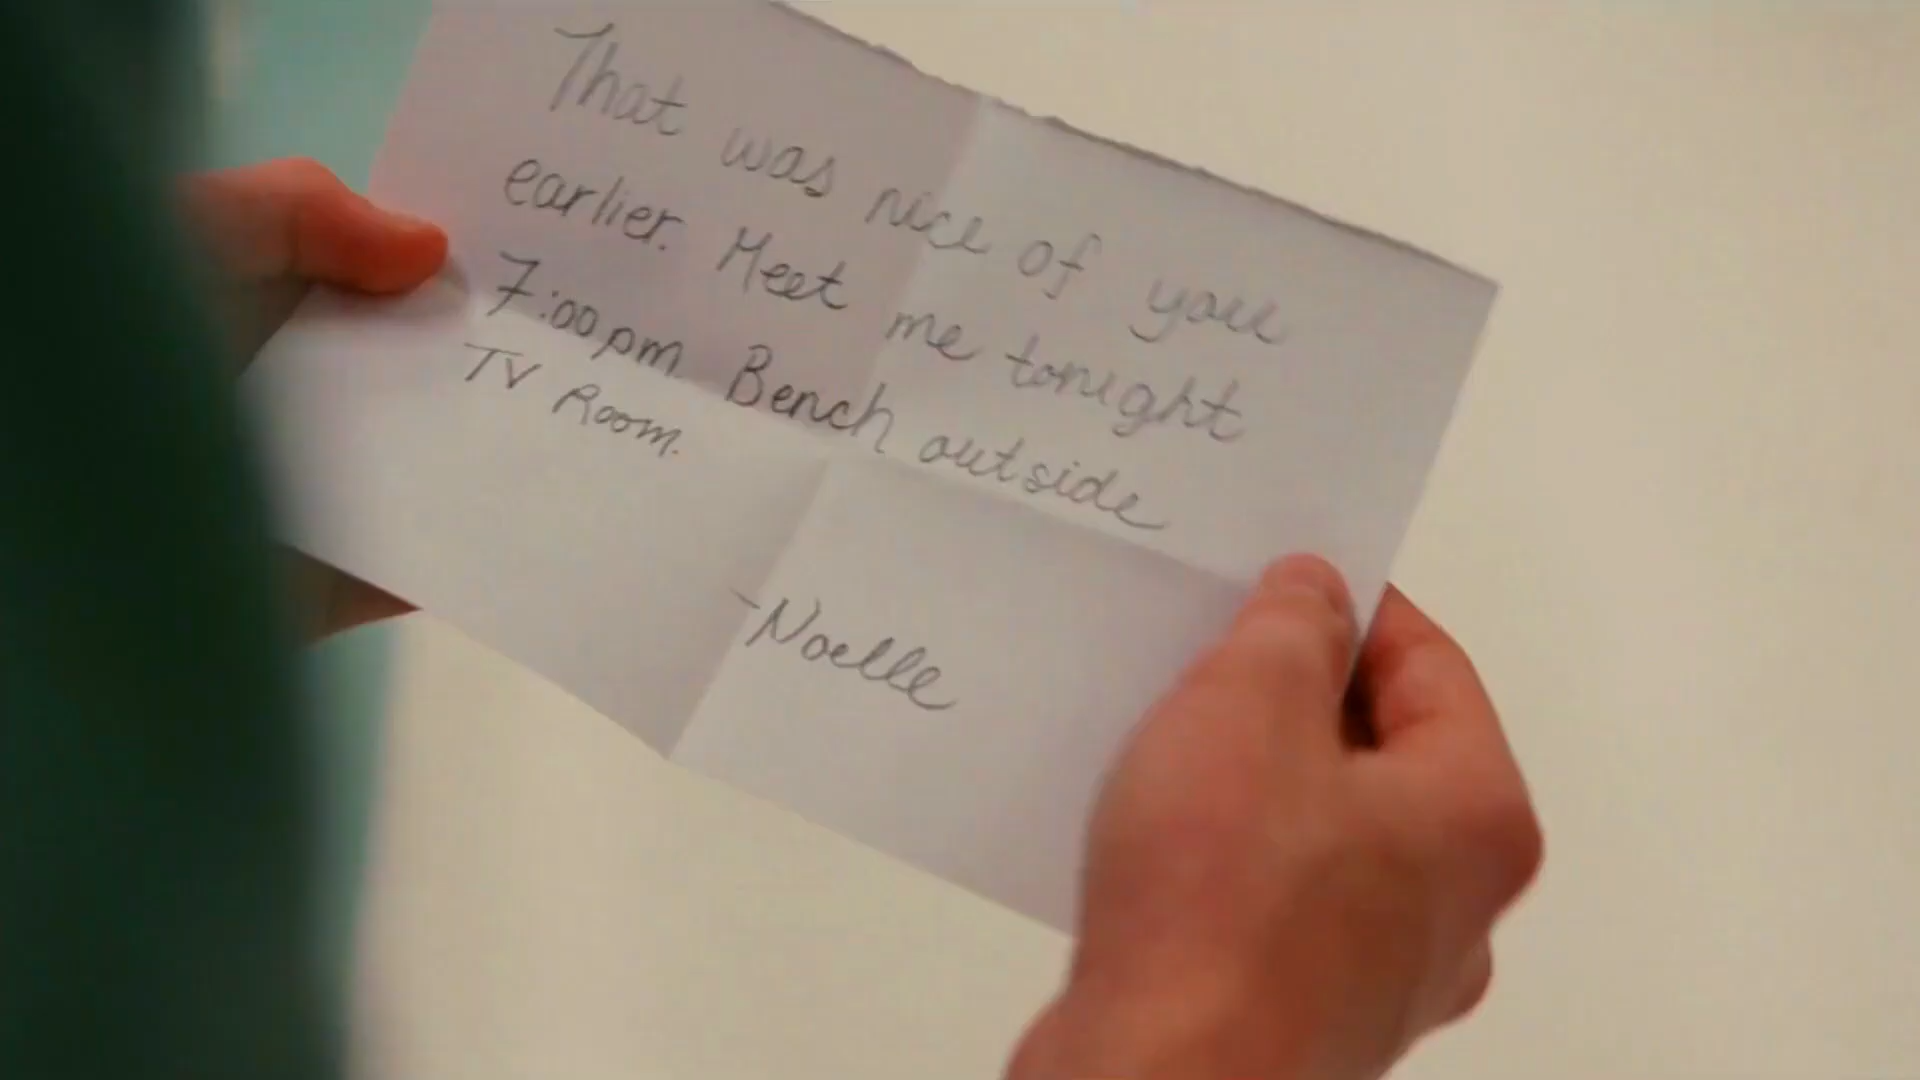 That was nice of you
earlier. Meet me tonight
7:00pm Bench outside
TV Room.
-Noelle